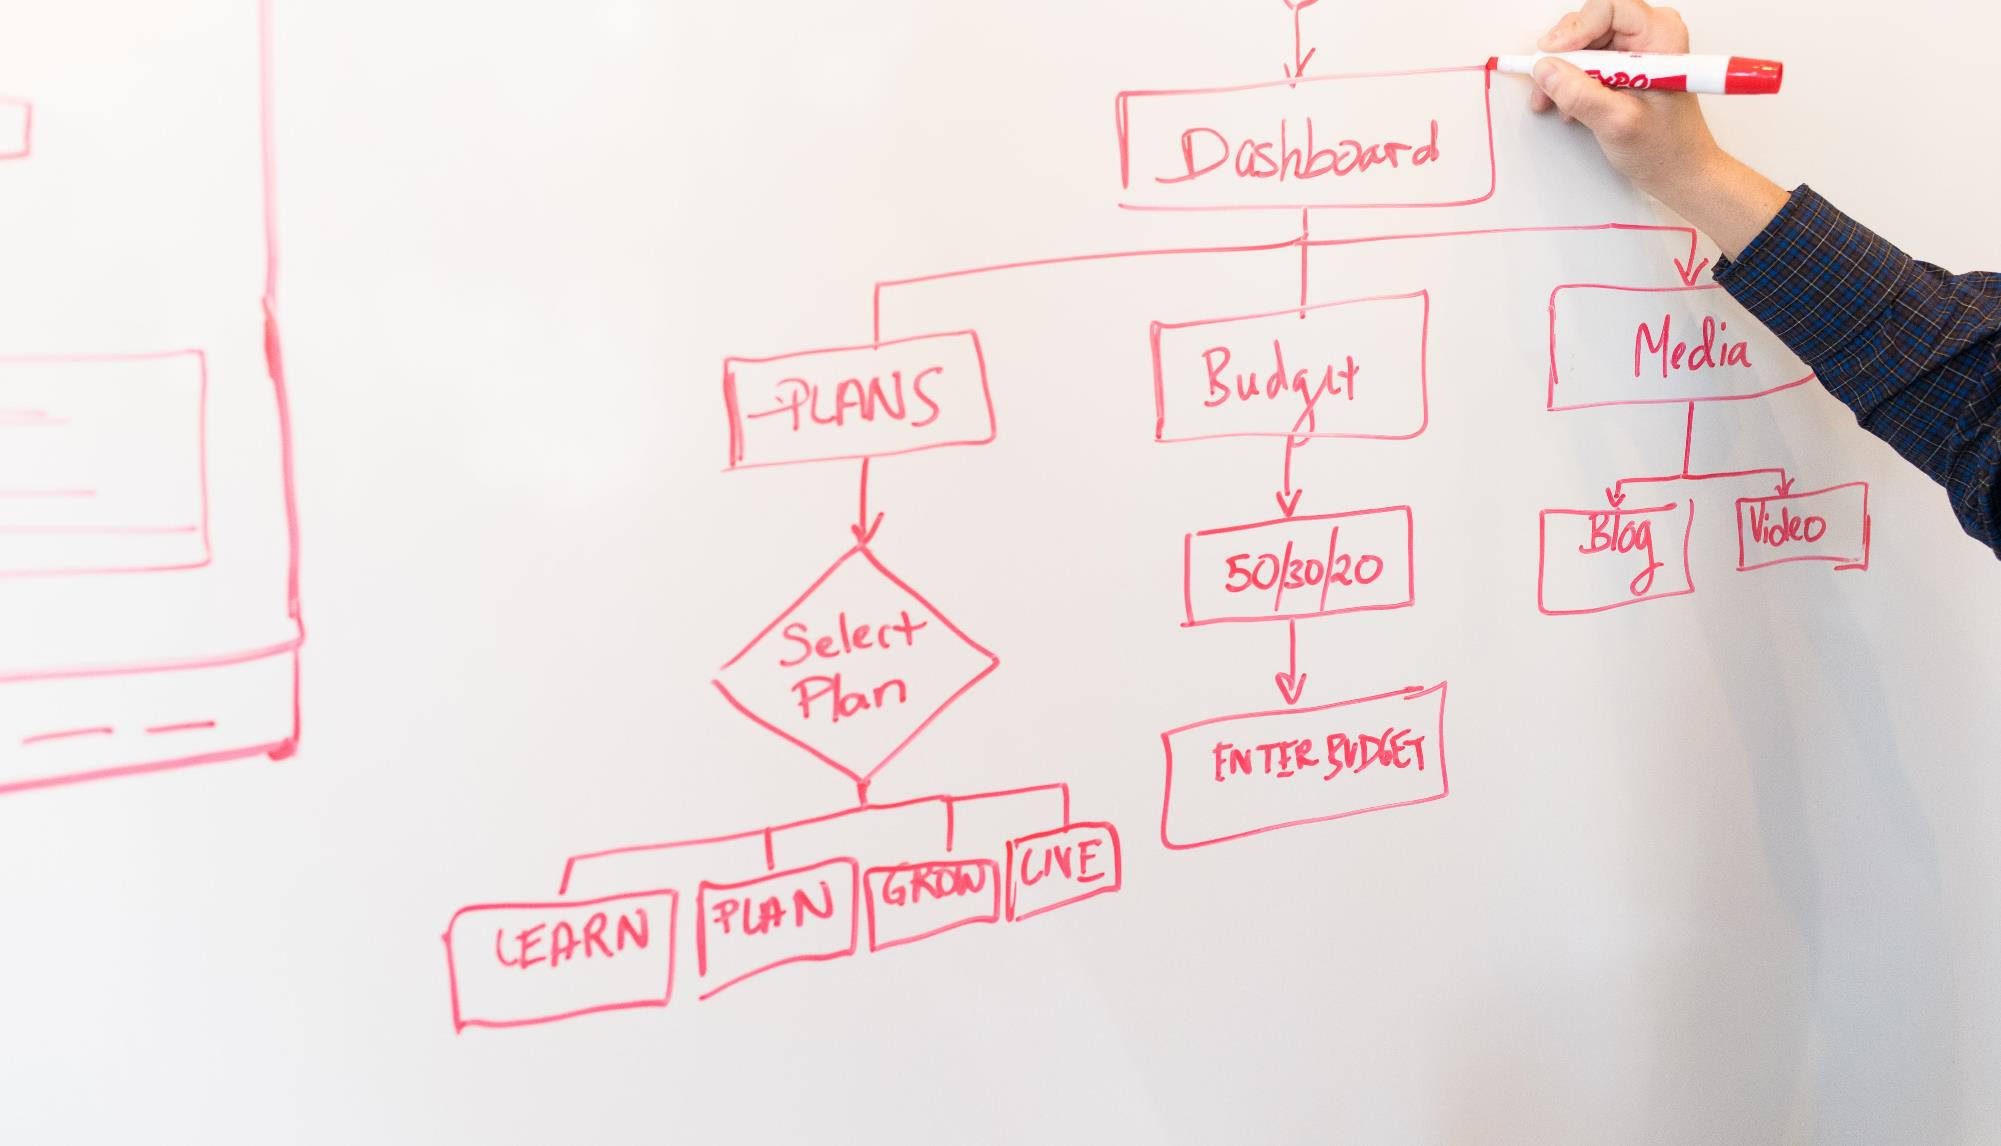 EXPO
Dashboard
PLANS
Budget
Media
Select
Plan
50/30/20
Blog
Video
ENTER BUDGET
LEARN
PLAN
GROW
LIVE